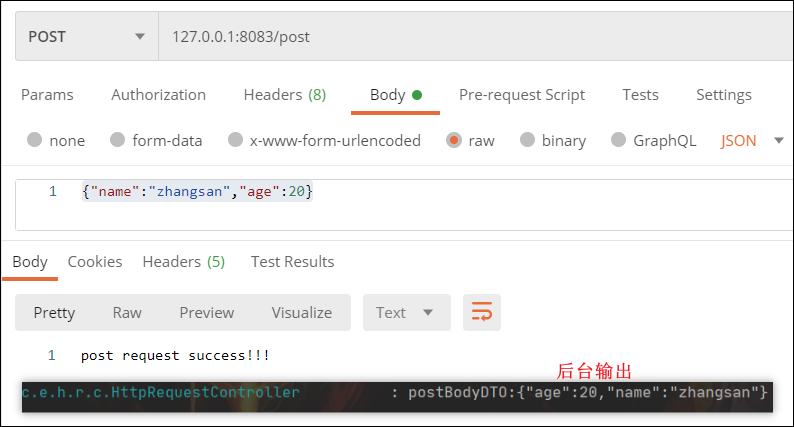 POST 127.0.0.1:8083/post
Params Authorization Headers (8) Body Pre-request Script Tests Settings
none form-data x-www-form-urlencoded raw binary GraphQL JSON
1 {"name":"zhangsan","age":20}
Body Cookies Headers (5) Test Results
Pretty Raw Preview Visualize Text
1 post request success!!!
后台输出
c.e.h.r.c.HttpRequestController : postBodyDTO:{"age":20,"name":"zhangsan"}